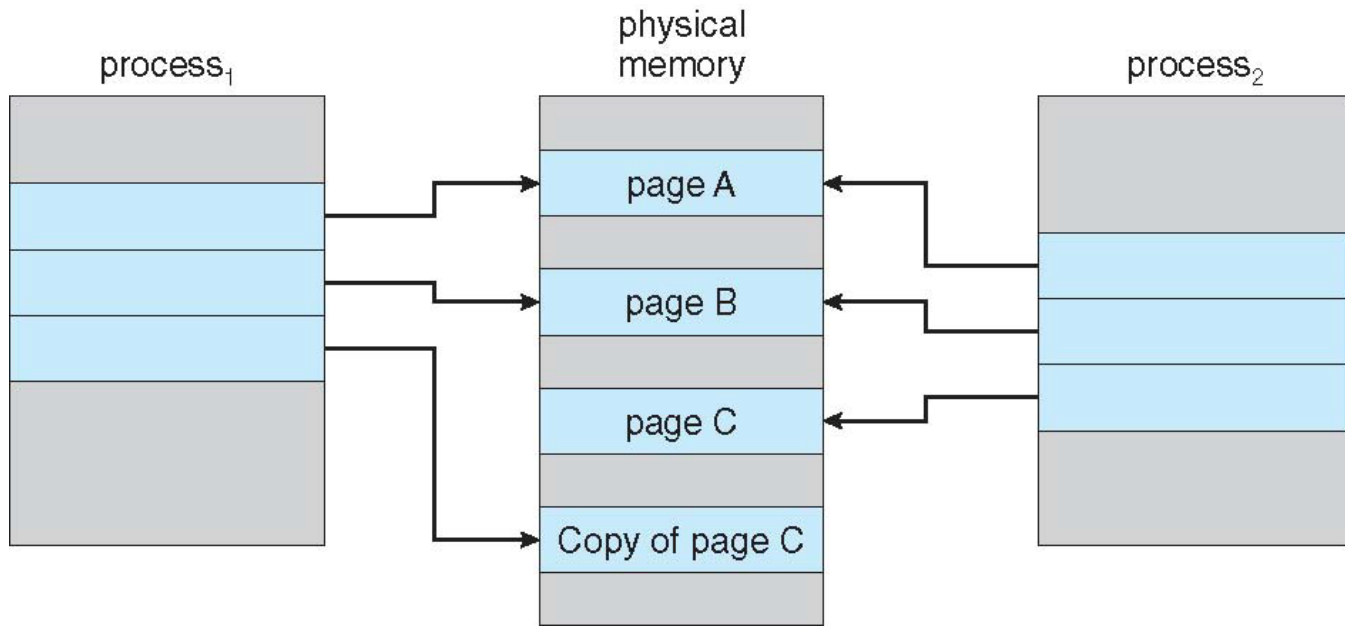 process₁
physical
memory
process₂
page A
page B
page C
Copy of page C